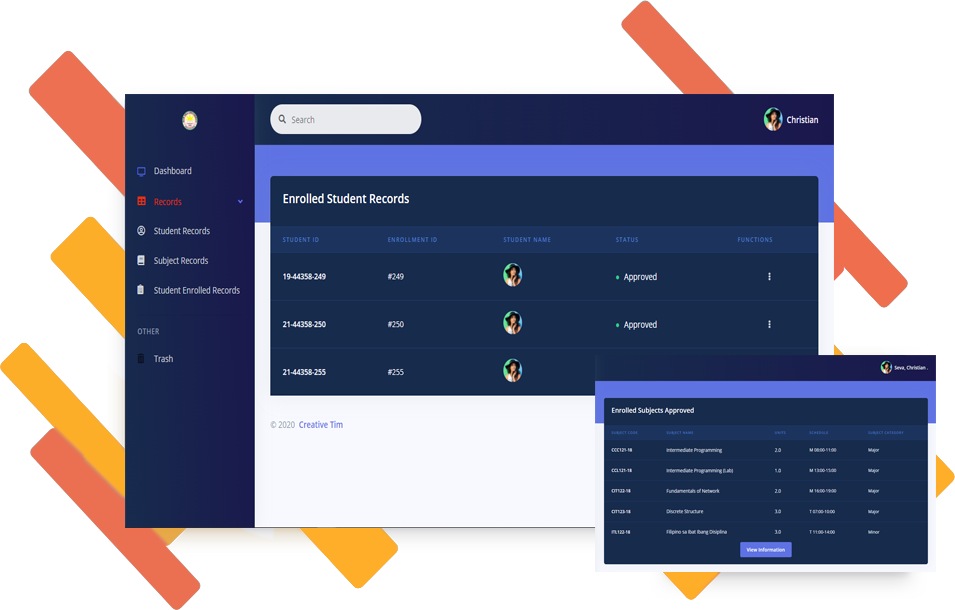 Search
Christian
Dashboard
Records
Student Records
Subject Records
Student Enrolled Records
OTHER
Trash
Enrolled Student Records
STUDENT ID ENROLLMENT ID STUDENT NAME STATUS FUNCTIONS
19-44358-249 #249 Approved
21-44358-250 #250 Approved
21-44358-255 #255
© 2020 Creative Tim
Seva, Christian .
Enrolled Subjects Approved
SUBJECT CODE SUBJECT NAME UNITS SCHEDULE SUBJECT CATEGORY
CCC121-18 Intermediate Programming 2.0 M 08:00-11:00 Major
CCL121-18 Intermediate Programming (Lab) 1.0 M 13:00-15:00 Major
CIT122-18 Fundamentals of Network 2.0 M 16:00-19:00 Major
CIT123-18 Discrete Structure 3.0 T 07:00-10:00 Major
122-18 Filipino sa Ibat Ibang Disiplina 3.0 T 11:00-14:00 Minor
View Information